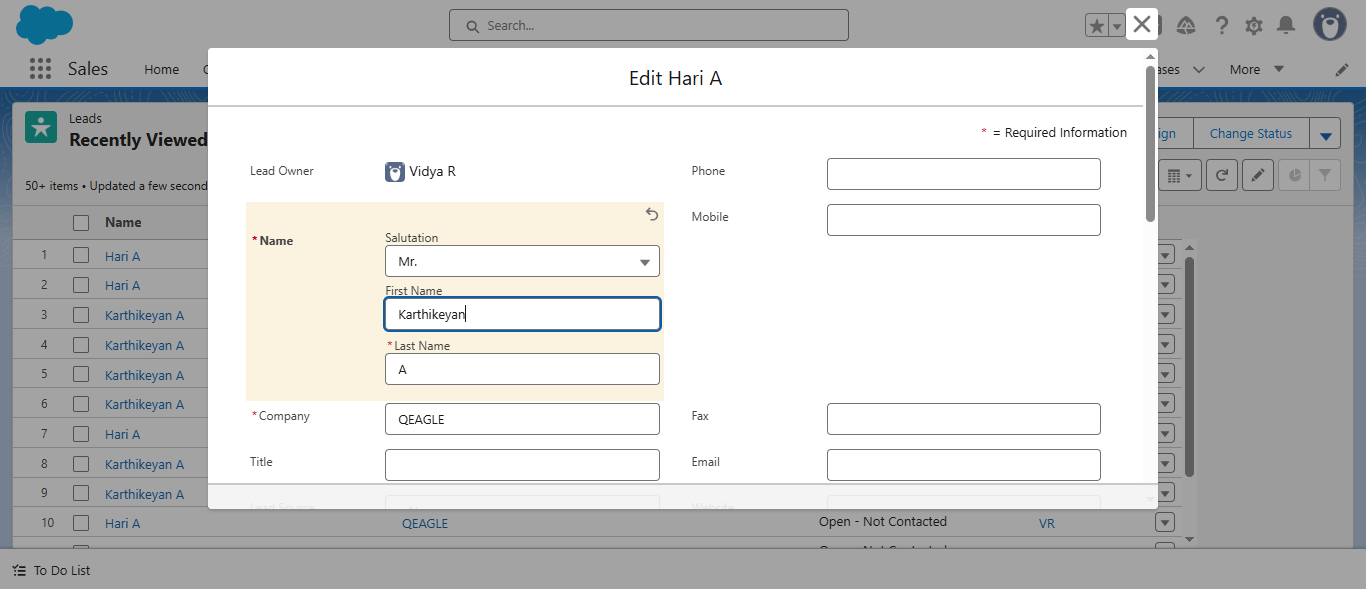 Search...
Sales
Home
ases
More
Leads
Recently Viewed
50+ items • Updated a few second
ign
Change Status
Name
1 Hari A
2 Hari A
3 Karthikeyan A
4 Karthikeyan A
5 Karthikeyan A
6 Karthikeyan A
7 Hari A
8 Karthikeyan A
9 Karthikeyan A
10 Hari A QEAGLE Open - Not Contacted VR
Edit Hari A
* = Required Information
Lead Owner Vidya R Phone
Mobile
*Name
Salutation
Mr.
First Name
Karthikeyan
*Last Name
A
*Company QEAGLE Fax
Title Email
Lead Source Website
To Do List